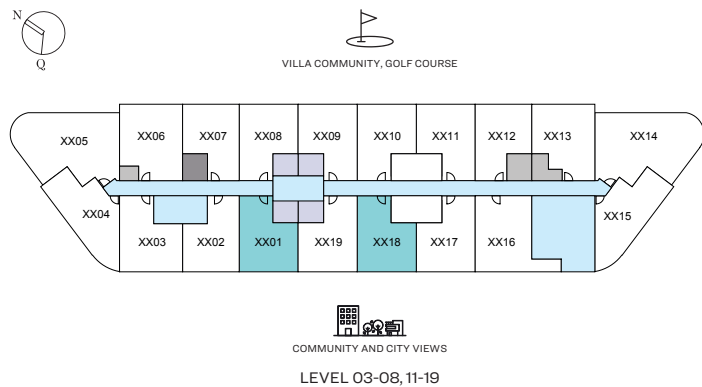 N
Q
VILLA COMMUNITY, GOLF COURSE
XX05 XX06 XX07 XX08 XX09 XX10 XX11 XX12 XX13 XX14
XX04 XX03 XX02 XX01 XX19 XX18 XX17 XX16 XX15
COMMUNITY AND CITY VIEWS
LEVEL 03-08, 11-19